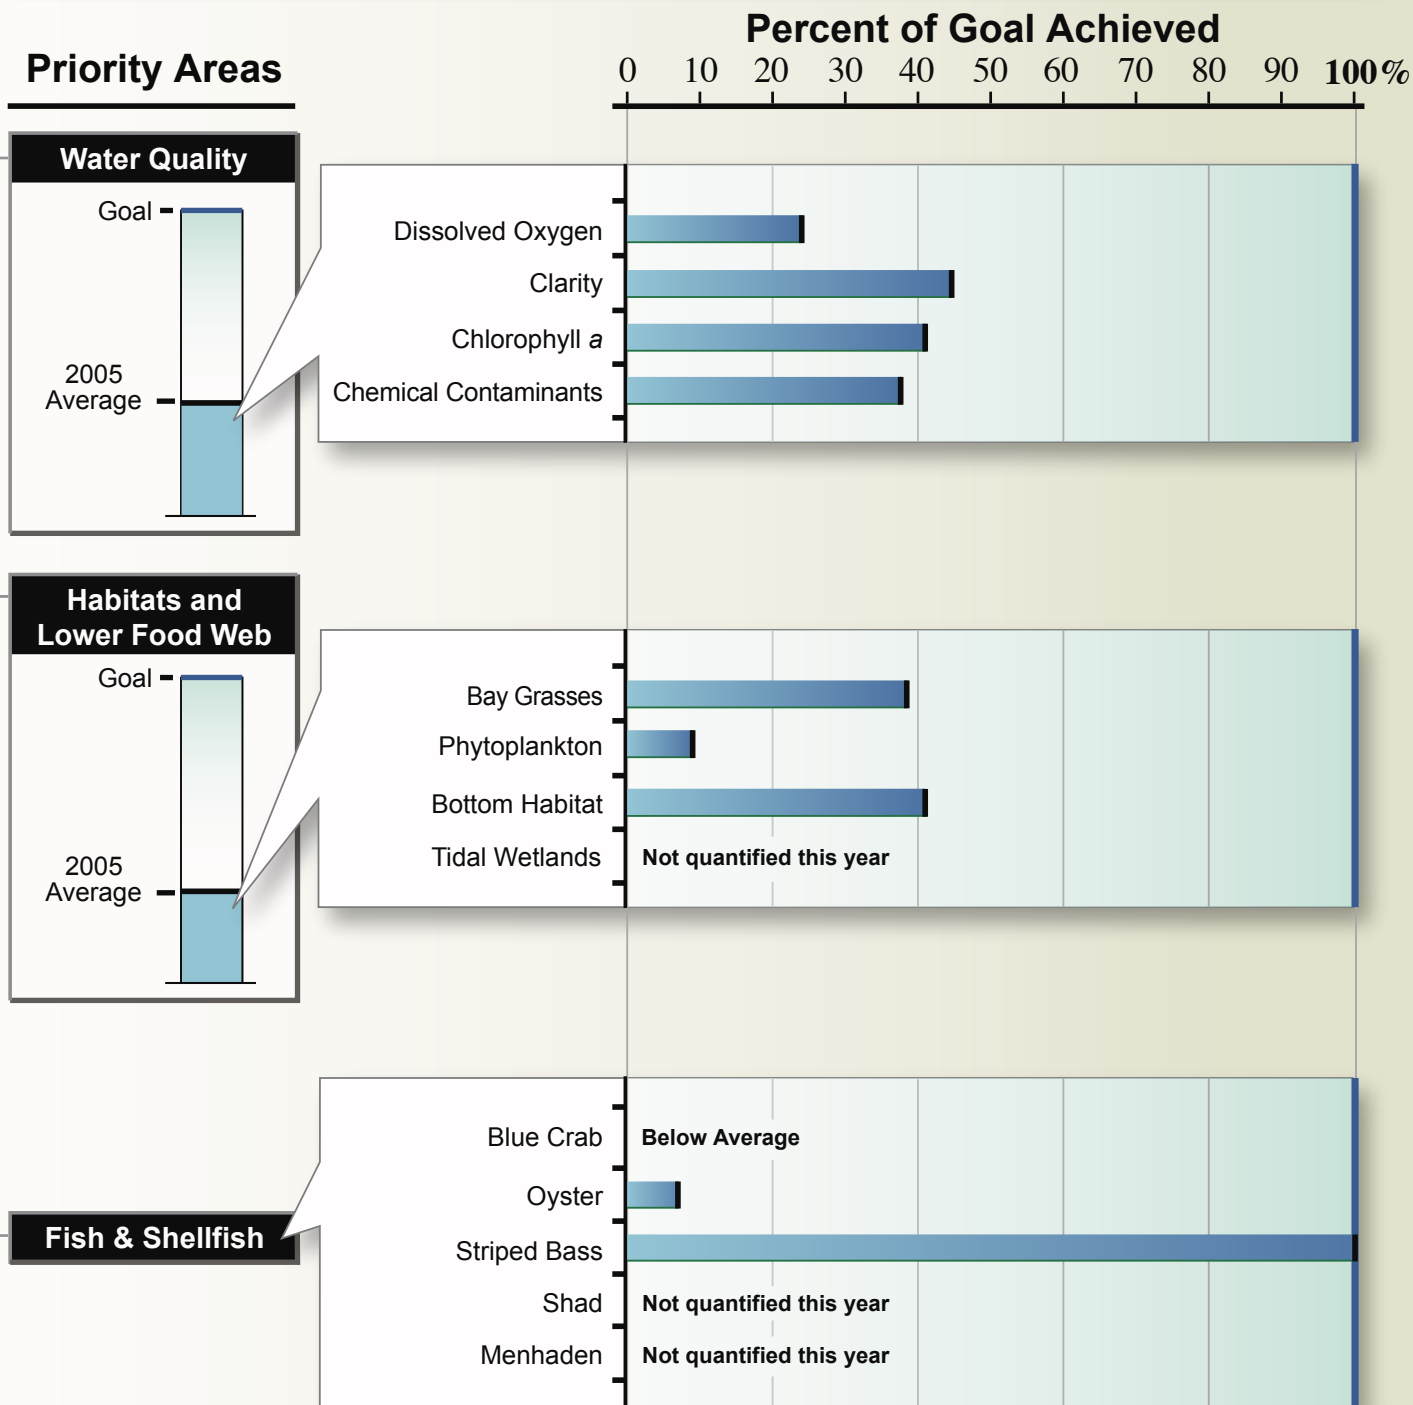 Percent of Goal Achieved
Priority Areas
0 10 20 30 40 50 60 70 80 90 100%
Water Quality
Goal
2005
Average
Dissolved Oxygen
Clarity
Chlorophyll a
Chemical Contaminants
Habitats and
Lower Food Web
Goal
2005
Average
Bay Grasses
Phytoplankton
Bottom Habitat
Tidal Wetlands Not quantified this year
Fish & Shellfish
Blue Crab Below Average
Oyster
Striped Bass
Shad Not quantified this year
Menhaden Not quantified this year